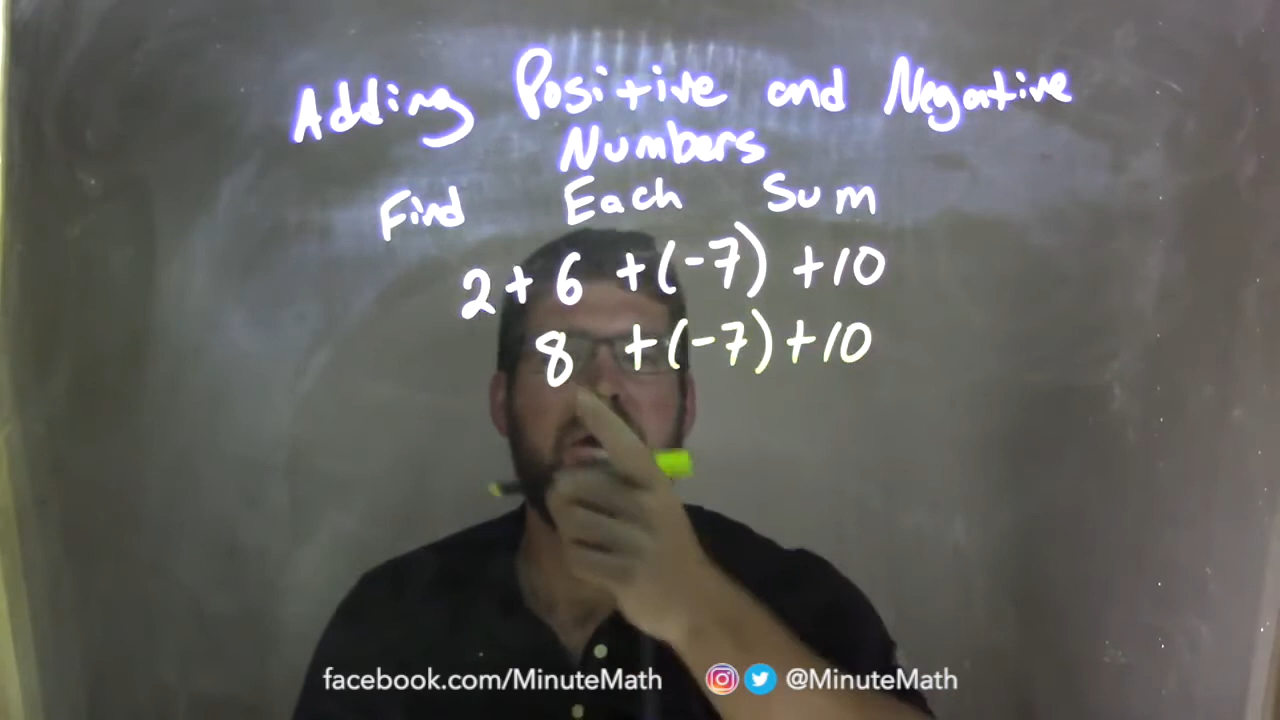 Adding Positive and Negative
Numbers
Find Each Sum
2 + 6 + (-7) + 10
8 + (-7) + 10
facebook.com/MinuteMath @MinuteMath